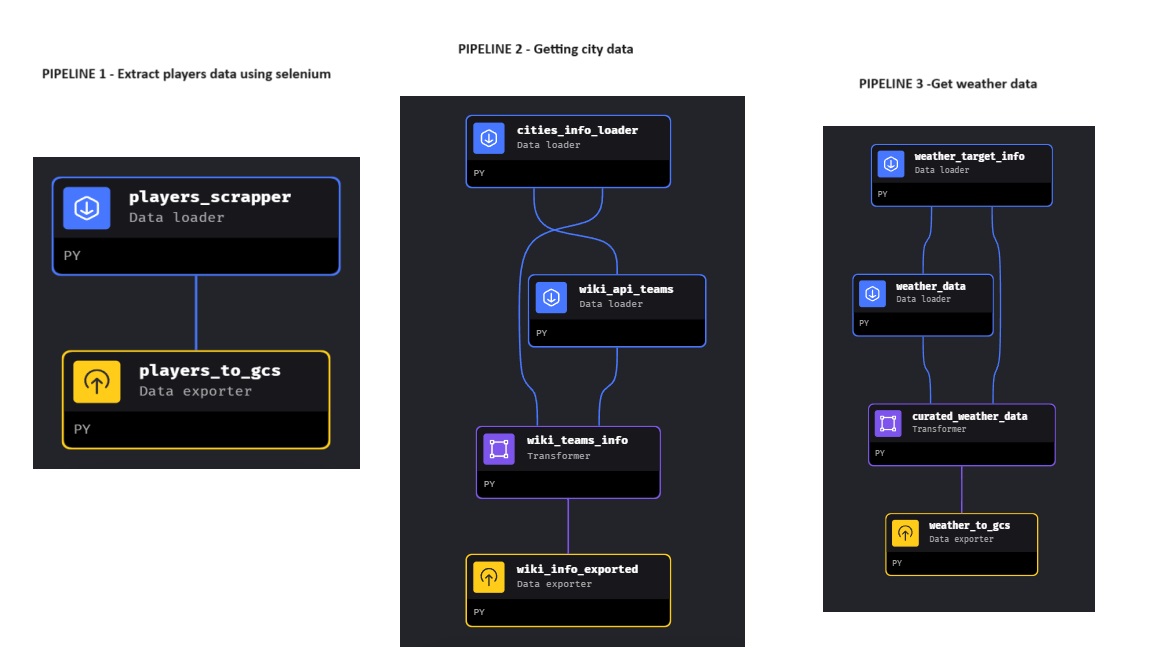 PIPELINE 1 - Extract players data using selenium
players_scrapper
Data loader
PY
players_to_gcs
Data exporter
PY
PIPELINE 2 - Getting city data
cities_info_loader
Data loader
PY
wiki_api_teams
Data loader
PY
wiki_teams_info
Transformer
PY
wiki_info_exported
Data exporter
PY
PIPELINE 3 -Get weather data
weather_target_info
Data loader
PY
weather_data
Data loader
PY
curated_weather_data
Transformer
PY
weather_to_gcs
Data exporter
PY